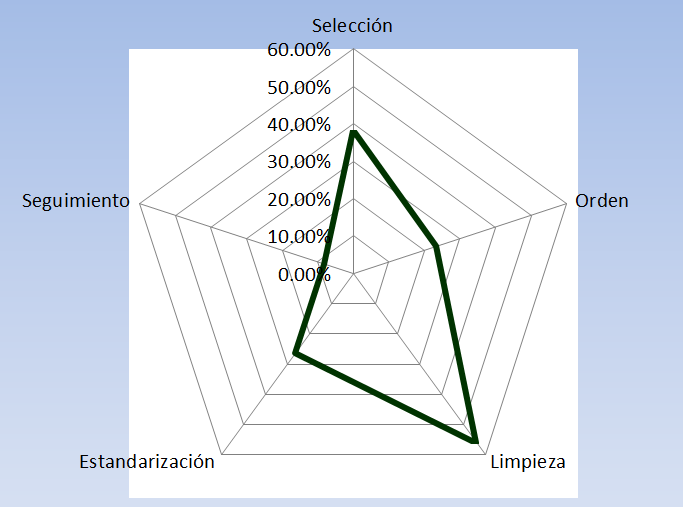 Selección
60.00%
50.00%
40.00%
30.00%
20.00%
10.00%
0.00%
Seguimiento
Orden
Estandarización
Limpieza